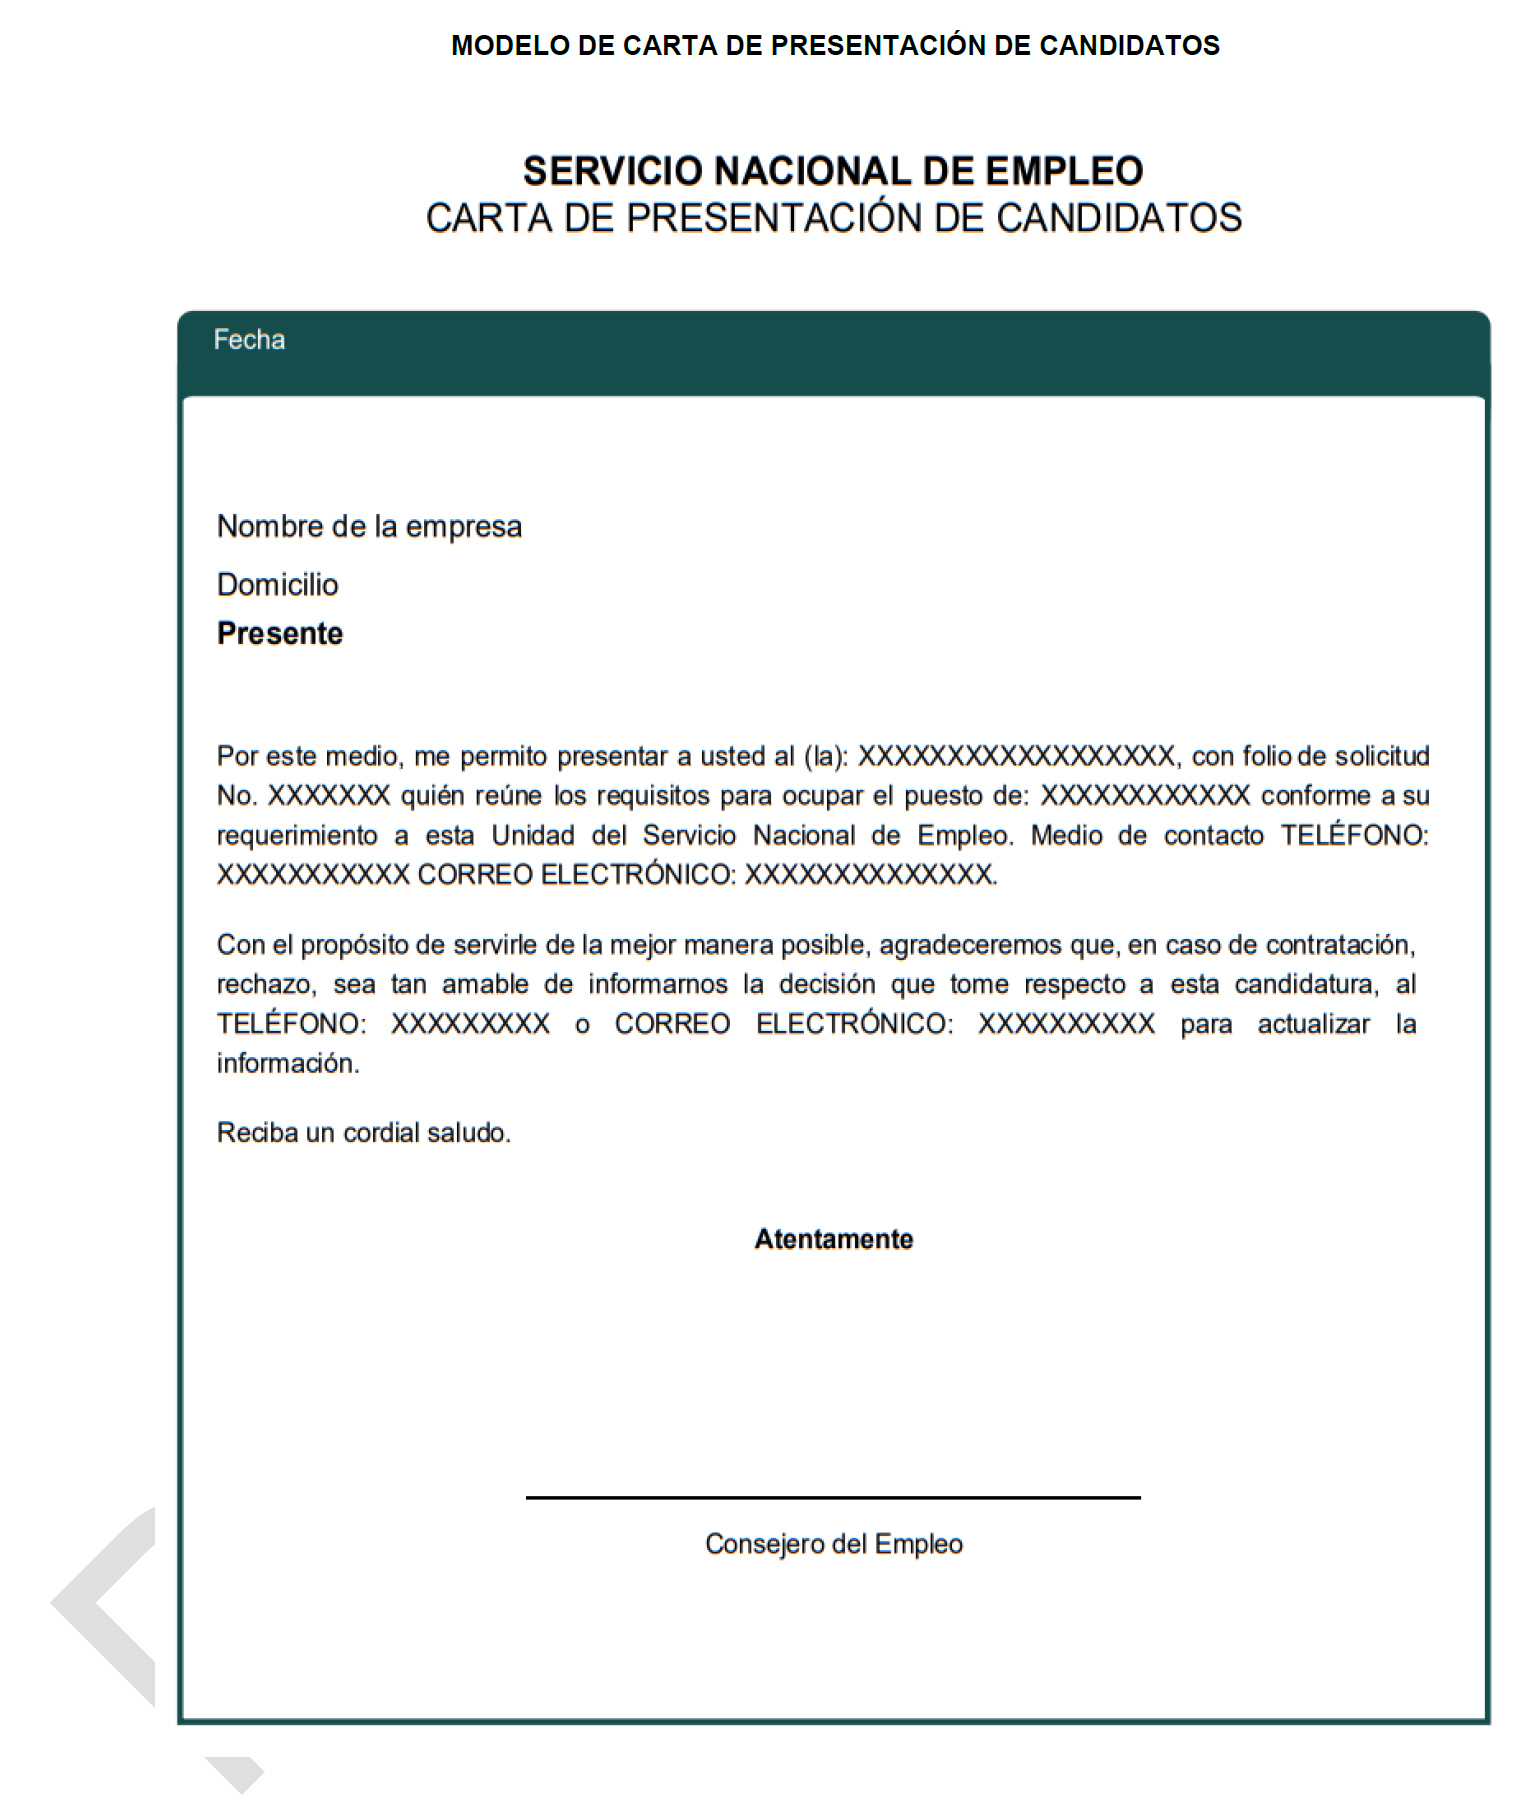 MODELO DE CARTA DE PRESENTACIÓN DE CANDIDATOS
SERVICIO NACIONAL DE EMPLEO
CARTA DE PRESENTACIÓN DE CANDIDATOS
Fecha
Nombre de la empresa
Domicilio
Presente
Por este medio, me permito presentar a usted al (la): XXXXXXXXXXXXXXXXXX, con folio de solicitud
No. XXXXXXX quién reúne los requisitos para ocupar el puesto de: XXXXXXXXXXXX conforme a su
requerimiento a esta Unidad del Servicio Nacional de Empleo. Medio de contacto TELÉFONO:
XXXXXXXXXXX CORREO ELECTRÓNICO: XXXXXXXXXXXXXX.
Con el propósito de servirle de la mejor manera posible, agradeceremos que, en caso de contratación,
rechazo, sea tan amable de informarnos la decisión que tome respecto a esta candidatura, al
TELÉFONO: XXXXXXXXX o CORREO ELECTRÓNICO: XXXXXXXXXX para actualizar la
información.
Reciba un cordial saludo.
Atentamente
Consejero del Empleo